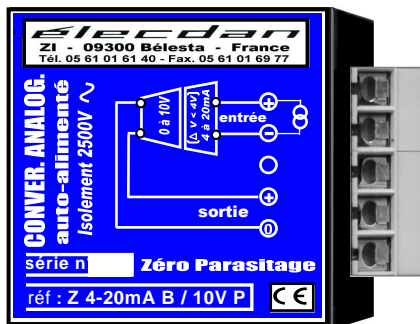 élecdan
ZI - 09300 Bélesta - France
Tél. 05 61 01 61 40 - Fax. 05 61 01 69 77
CONVER. ANALOG.
auto-alimenté
Isolement 2500V ~
0 à 10V
(Δ V < 4V)
4 à 20mA
+
entrée
-
+
sortie
0
série n°
Zéro Parasitage
réf : Z 4-20mA B / 10V P
CE